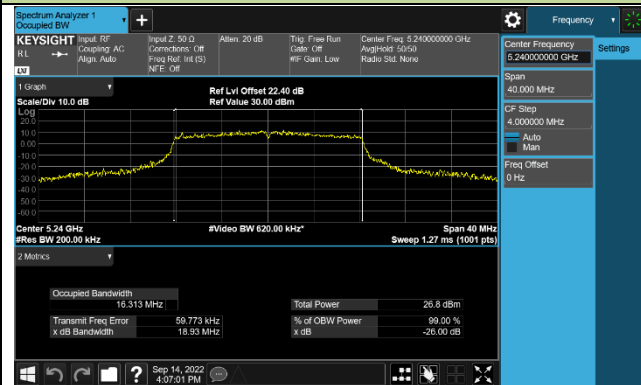 Spectrum Analyzer 1
Occupied BW
Frequency
KEYSIGHT
RL
LXI
Input: RF
Coupling: AC
Align: Auto
Input Z: 50 Ω
Corrections: Off
Freq Ref: Int (S)
NFE: Off
Atten: 20 dB
Trig: Free Run
Gate: Off
#IF Gain: Low
Center Freq: 5.240000000 GHz
Avg|Hold: 50/50
Radio Std: None
Center Frequency
5.240000000 GHz
Settings
Span
40.000 MHz
CF Step
4.000000 MHz
Auto
Man
Freq Offset
0 Hz
1 Graph
Scale/Div 10.0 dB
Ref Lvl Offset 22.40 dB
Ref Value 30.00 dBm
Log
20.0
10.0
0.00
-10.0
-20.0
-30.0
-40.0
-50.0
-60.0
Center 5.24 GHz
#Video BW 620.00 kHz*
Span 40 MHz
#Res BW 200.00 kHz
Sweep 1.27 ms (1001 pts)
2 Metrics
Occupied Bandwidth
16.313 MHz
Total Power 26.8 dBm
Transmit Freq Error 59.773 kHz
% of OBW Power 99.00 %
x dB Bandwidth 18.93 MHz
x dB -26.00 dB
Sep 14, 2022
4:07:01 PM